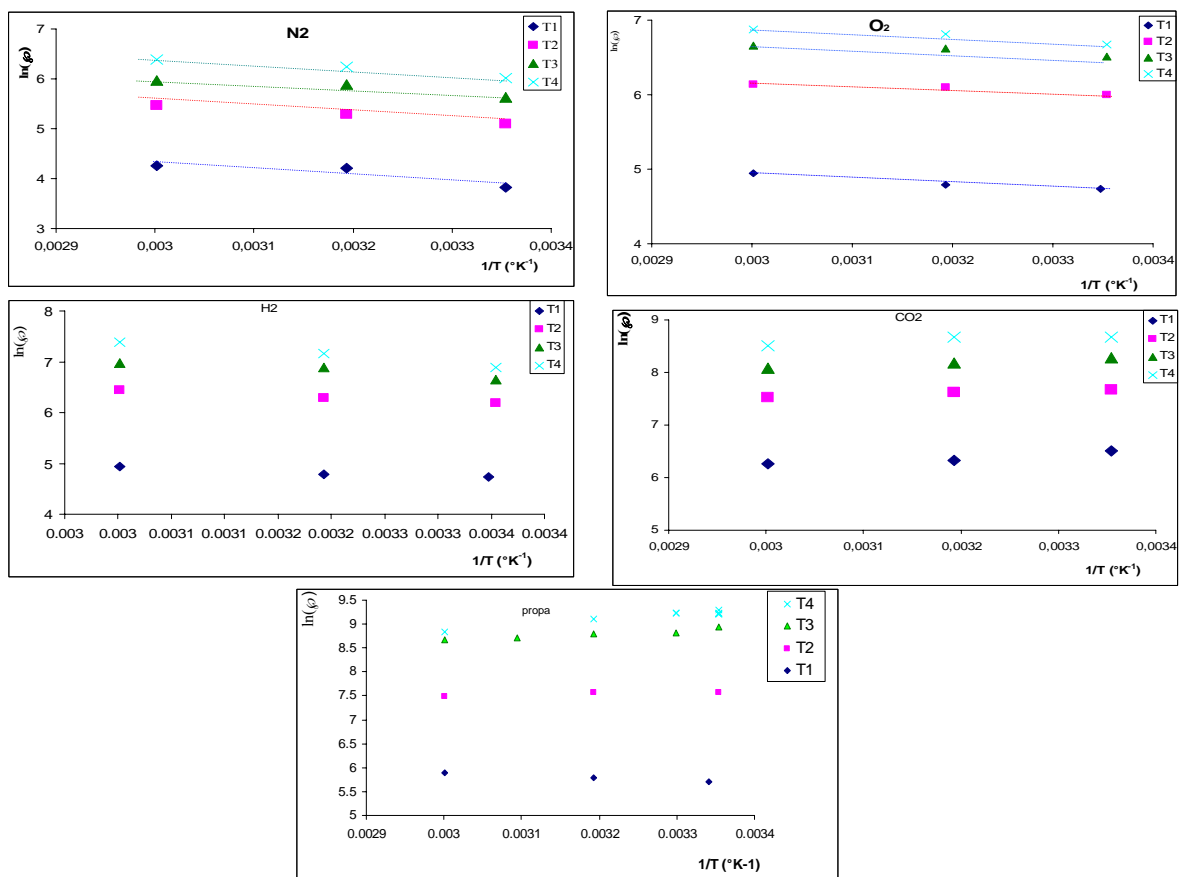 N2
ln(℘)
7
6
5
4
3
0,0029 0,003 0,0031 0,0032 0,0033 0,0034
1/T (°K-1)
T1
T2
T3
T4
O2
ln(℘)
7
6
5
4
0,0029 0,003 0,0031 0,0032 0,0033 0,0034
1/T (°K-1)
T1
T2
T3
T4
H2
ln(℘)
8
7
6
5
4
0.003 0.003 0.0031 0.0031 0.0032 0.0032 0.0033 0.0033 0.0034 0.0034
1/T (°K-1)
T1
T2
T3
T4
CO2
ln(℘)
9
8
7
6
5
0,0029 0,003 0,0031 0,0032 0,0033 0,0034
1/T (°K-1)
T1
T2
T3
T4
propa
ln(℘)
9.5
9
8.5
8
7.5
7
6.5
6
5.5
5
0.0029 0.003 0.0031 0.0032 0.0033 0.0034
1/T (°K-1)
T4
T3
T2
T1